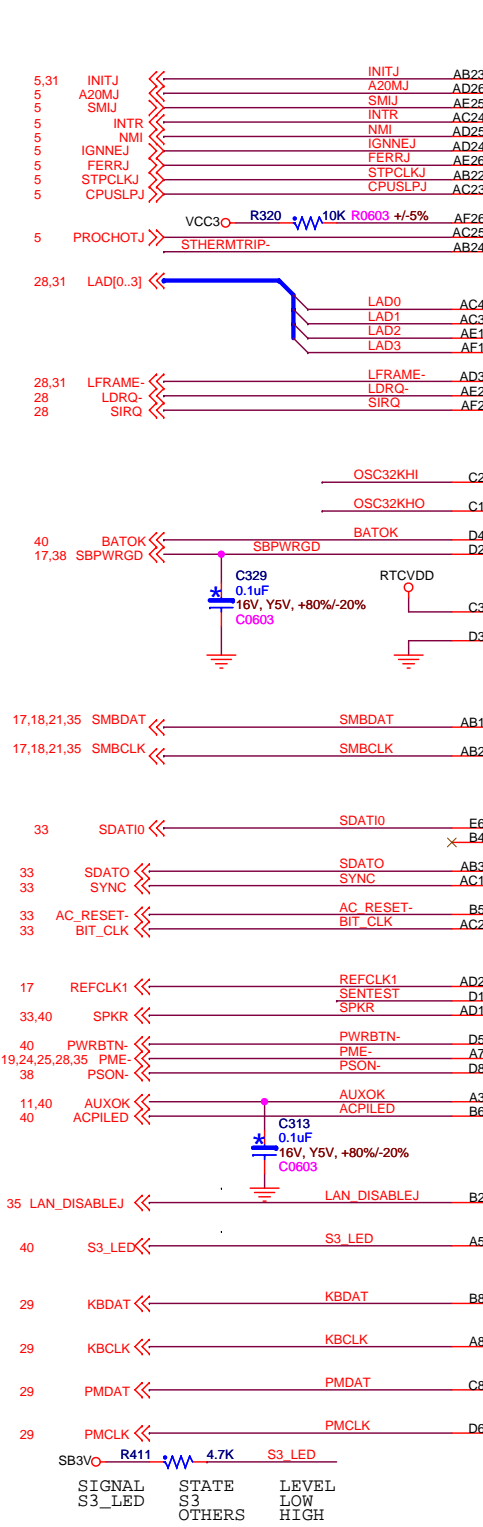 5,31 INITJ INITJ AB23
5 A20MJ A20MJ AD26
5 SMIJ SMIJ AE25
5 INTR INTR AC24
5 NMI NMI AD25
5 IGNNEJ IGNNEJ AD24
5 FERRJ FERRJ AE26
5 STPCLKJ STPCLKJ AB22
5 CPUSLPJ CPUSLPJ AC23
VCC3 R320 10K R0603 +/-5% AF26
5 PROCHOTJ AC25
STHERMTRIP- AB24
28,31 LAD[0..3]
LAD0 AC4
LAD1 AC3
LAD2 AE1
LAD3 AF1
28,31 LFRAME- LFRAME- AD3
28 LDRQ- LDRQ- AE2
28 SIRQ SIRQ AF2
OSC32KHI C2
OSC32KHO C1
40 BATOK BATOK D4
17,38 SBPWRGD SBPWRGD D2
C329 RTCVDD
0.1uF
16V, Y5V, +80%/-20% C3
C0603
D3
17,18,21,35 SMBDAT SMBDAT AB1
17,18,21,35 SMBCLK SMBCLK AB2
33 SDATI0 SDATI0 E6
B4
33 SDATO SDATO AB3
33 SYNC SYNC AC1
33 AC_RESET- AC_RESET- B5
33 BIT_CLK BIT_CLK AC2
17 REFCLK1 REFCLK1 AD2
SENTEST D1
33,40 SPKR SPKR AD1
40 PWRBTN- PWRBTN- D5
19,24,25,28,35 PME- PME- A7
38 PSON- PSON- D8
11,40 AUXOK AUXOK A3
40 ACPILED ACPILED B6
C313
0.1uF
16V, Y5V, +80%/-20%
C0603
35 LAN_DISABLEJ LAN_DISABLEJ B2
40 S3_LED S3_LED A5
29 KBDAT KBDAT B8
29 KBCLK KBCLK A8
29 PMDAT PMDAT C8
29 PMCLK PMCLK D6
SB3V R411 4.7K S3_LED
SIGNAL STATE LEVEL
S3_LED S3 LOW
OTHERS HIGH